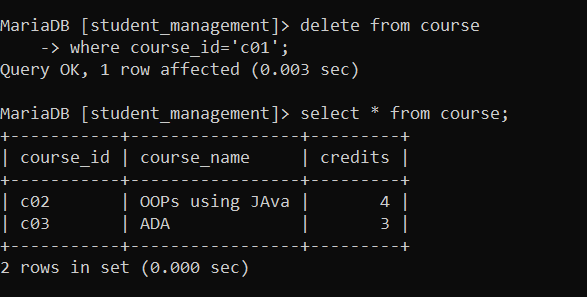 MariaDB [student_management]> delete from course
    -> where course_id='c01';
Query OK, 1 row affected (0.003 sec)
MariaDB [student_management]> select * from course;
+-----------+-----------------+---------+
| course_id | course_name     | credits |
+-----------+-----------------+---------+
| c02       | OOPs using JAva |       4 |
| c03       | ADA             |       3 |
+-----------+-----------------+---------+
2 rows in set (0.000 sec)